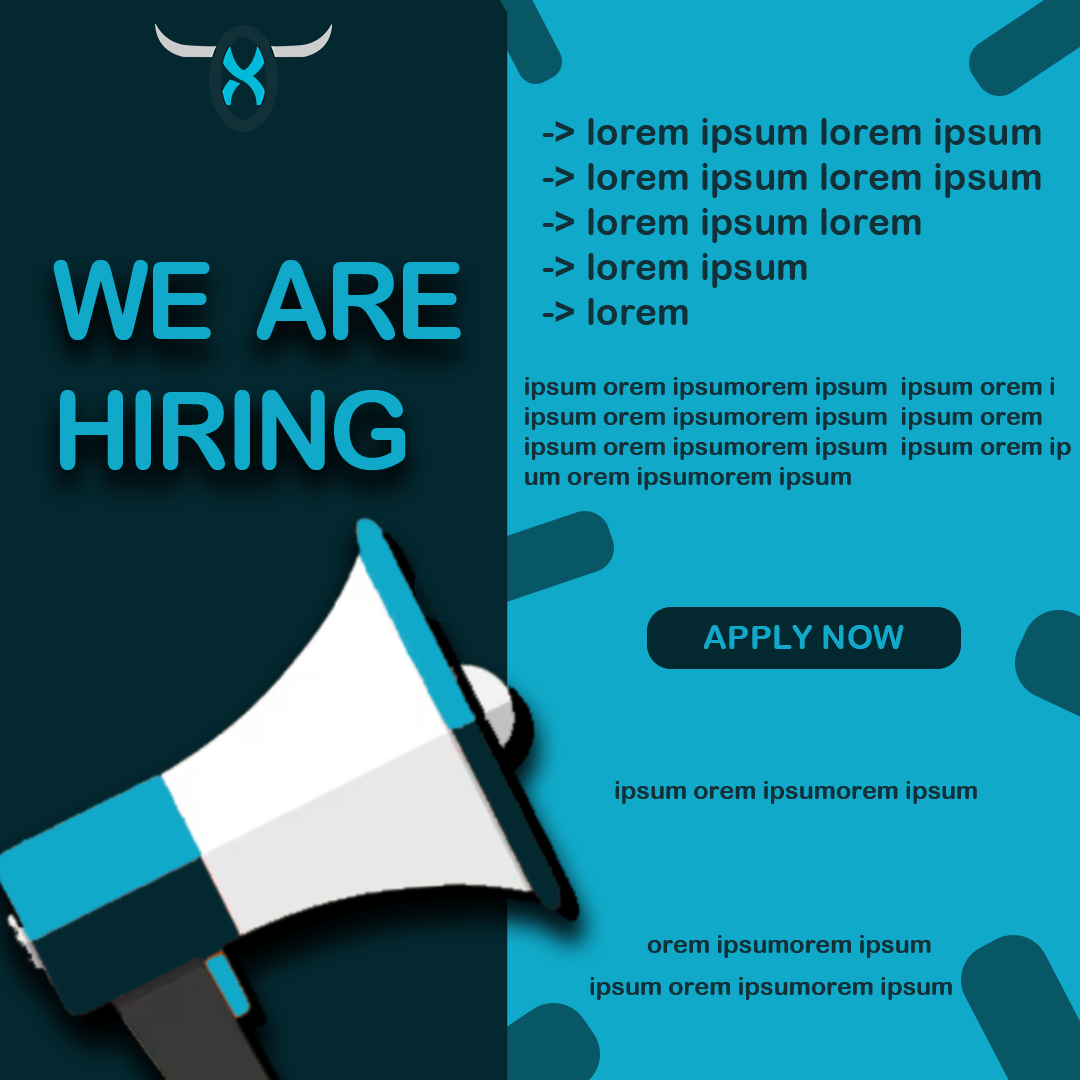 WE ARE
HIRING
-> lorem ipsum lorem ipsum
-> lorem ipsum lorem ipsum
-> lorem ipsum lorem
-> lorem ipsum
-> lorem
ipsum orem ipsumorem ipsum  ipsum orem i
ipsum orem ipsumorem ipsum  ipsum orem
ipsum orem ipsumorem ipsum  ipsum orem ip
um orem ipsumorem ipsum
APPLY NOW
ipsum orem ipsumorem ipsum
orem ipsumorem ipsum
ipsum orem ipsumorem ipsum